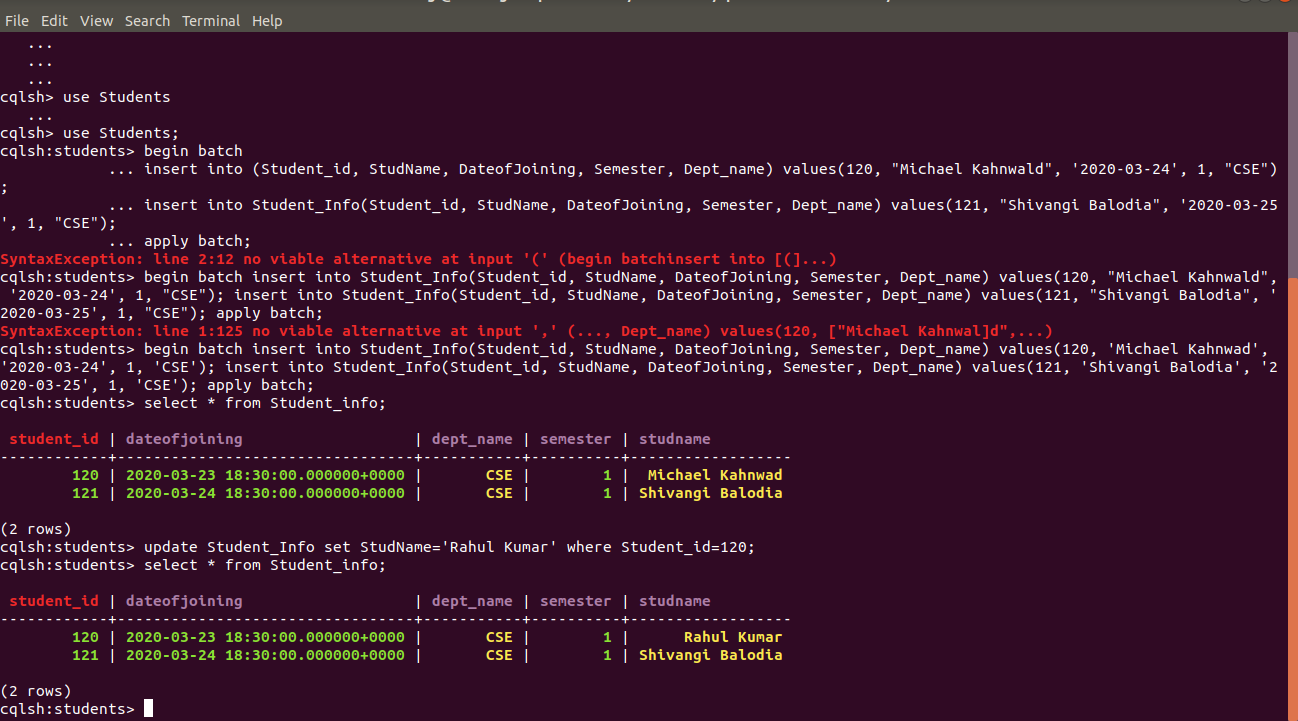 File Edit View Search Terminal Help
...
...
...
cqlsh> use Students
...
cqlsh> use Students;
cqlsh:students> begin batch
... insert into (Student_id, StudName, DateofJoining, Semester, Dept_name) values(120, "Michael Kahnwald", '2020-03-24', 1, "CSE")
;
... insert into Student_Info(Student_id, StudName, DateofJoining, Semester, Dept_name) values(121, "Shivangi Balodia", '2020-03-25
', 1, "CSE");
... apply batch;
SyntaxException: line 2:12 no viable alternative at input '(' (begin batchinsert into [(]...)
cqlsh:students> begin batch insert into Student_Info(Student_id, StudName, DateofJoining, Semester, Dept_name) values(120, "Michael Kahnwald",
'2020-03-24', 1, "CSE"); insert into Student_Info(Student_id, StudName, DateofJoining, Semester, Dept_name) values(121, "Shivangi Balodia", '
2020-03-25', 1, "CSE"); apply batch;
SyntaxException: line 1:125 no viable alternative at input ',' (..., Dept_name) values(120, ["Michael Kahnwal]d",...)
cqlsh:students> begin batch insert into Student_Info(Student_id, StudName, DateofJoining, Semester, Dept_name) values(120, 'Michael Kahnwad',
'2020-03-24', 1, 'CSE'); insert into Student_Info(Student_id, StudName, DateofJoining, Semester, Dept_name) values(121, 'Shivangi Balodia', '2
020-03-25', 1, 'CSE'); apply batch;
cqlsh:students> select * from Student_info;
student_id | dateofjoining | dept_name | semester | studname
------------+---------------------------------+-----------+----------+------------------
120 | 2020-03-23 18:30:00.000000+0000 | CSE | 1 | Michael Kahnwad
121 | 2020-03-24 18:30:00.000000+0000 | CSE | 1 | Shivangi Balodia
(2 rows)
cqlsh:students> update Student_Info set StudName='Rahul Kumar' where Student_id=120;
cqlsh:students> select * from Student_info;
student_id | dateofjoining | dept_name | semester | studname
------------+---------------------------------+-----------+----------+------------------
120 | 2020-03-23 18:30:00.000000+0000 | CSE | 1 | Rahul Kumar
121 | 2020-03-24 18:30:00.000000+0000 | CSE | 1 | Shivangi Balodia
(2 rows)
cqlsh:students>